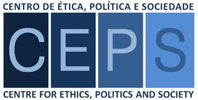 CENTRO DE ÉTICA, POLÍTICA E SOCIEDADE
CEPS
CENTRE FOR ETHICS, POLITICS AND SOCIETY